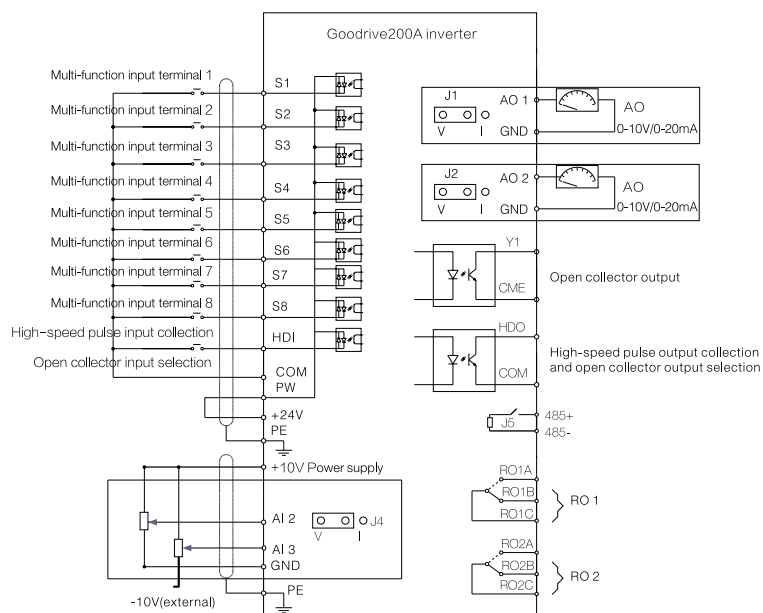 Goodrive200A inverter
Multi-function input terminal 1
S1
Multi-function input terminal 2
S2
Multi-function input terminal 3
S3
Multi-function input terminal 4
S4
Multi-function input terminal 5
S5
Multi-function input terminal 6
S6
Multi-function input terminal 7
S7
Multi-function input terminal 8
S8
High-speed pulse input collection
HDI
Open collector input selection
COM
PW
+24V
PE
+10V Power supply
AI 2
V
I
J4
AI 3
GND
PE
-10V(external)
J1
V
I
AO 1
GND
AO
0-10V/0-20mA
J2
V
I
AO 2
GND
AO
0-10V/0-20mA
Y1
CME
Open collector output
HDO
COM
High-speed pulse output collection
and open collector output selection
J5
485+
485-
RO1A
RO1B
RO1C
RO 1
RO2A
RO2B
RO2C
RO 2